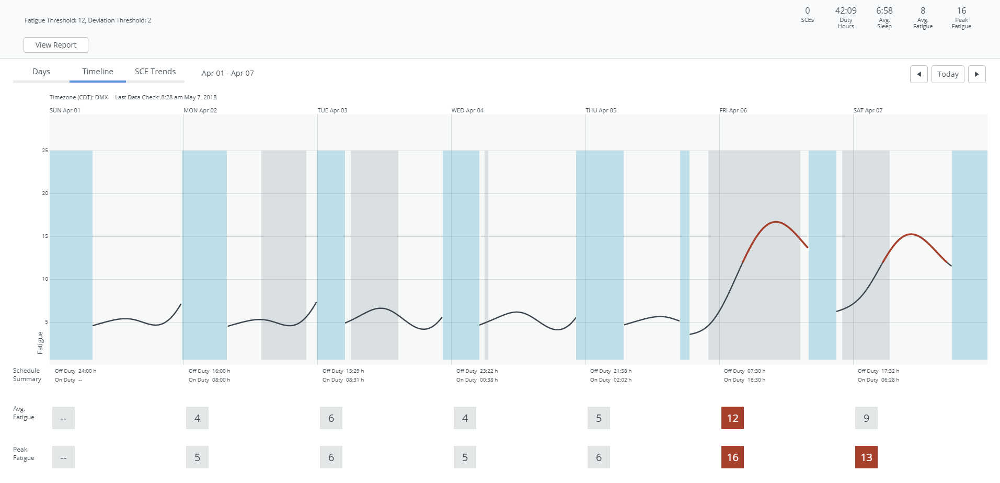 0 42:09 6:58 8 16
SCEs Duty Hours Avg. Sleep Avg. Fatigue Peak Fatigue
Fatigue Threshold: 12, Deviation Threshold: 2
View Report
Days Timeline SCE Trends Apr 01 - Apr 07 ◀ Today ▶
Timezone (CDT): DMX Last Data Check: 8:28 am May 7, 2018
SUN Apr 01 MON Apr 02 TUE Apr 03 WED Apr 04 THU Apr 05 FRI Apr 06 SAT Apr 07
25
20
15
10
5
Fatigue
Schedule Summary
Off Duty 24:00 h Off Duty 16:00 h Off Duty 15:29 h Off Duty 23:22 h Off Duty 21:58 h Off Duty 07:30 h Off Duty 17:32 h
On Duty -- On Duty 08:00 h On Duty 08:31 h On Duty 00:38 h On Duty 02:02 h On Duty 16:30 h On Duty 06:28 h
Avg. Fatigue
-- 4 6 4 5 12 9
Peak Fatigue
-- 5 6 5 6 16 13